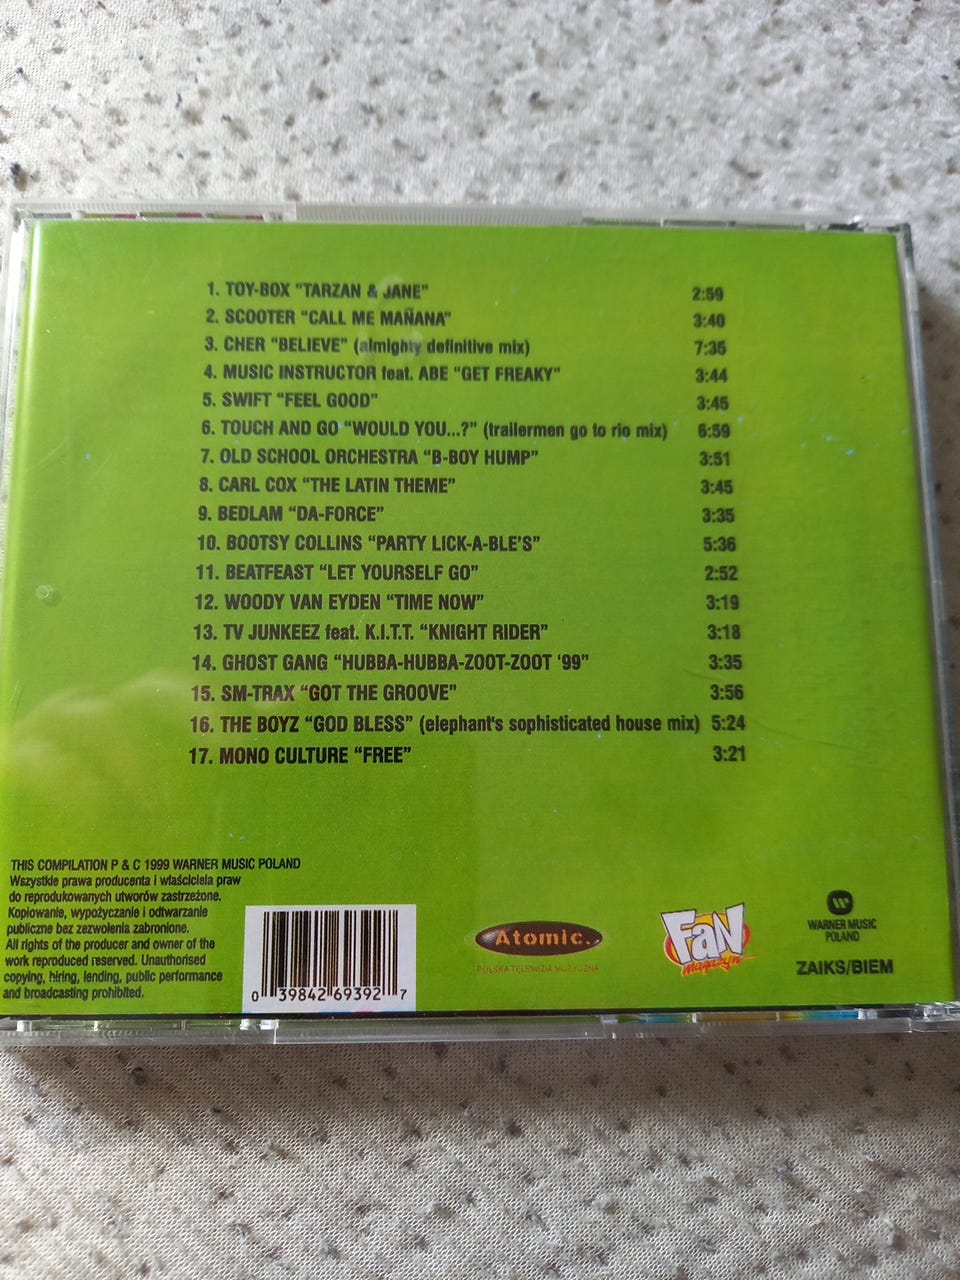 1. TOY-BOX "TARZAN & JANE" 2:59
2. SCOOTER "CALL ME MAÑANA" 3:40
3. CHER "BELIEVE" (almighty definitive mix) 7:35
4. MUSIC INSTRUCTOR feat. ABE "GET FREAKY" 3:44
5. SWIFT "FEEL GOOD" 3:45
6. TOUCH AND GO "WOULD YOU...?" (trailermen go to rio mix) 6:59
7. OLD SCHOOL ORCHESTRA "B-BOY HUMP" 3:51
8. CARL COX "THE LATIN THEME" 3:45
9. BEDLAM "DA-FORCE" 3:35
10. BOOTSY COLLINS "PARTY LICK-A-BLE'S" 5:36
11. BEATFEAST "LET YOURSELF GO" 2:52
12. WOODY VAN EYDEN "TIME NOW" 3:19
13. TV JUNKEEZ feat. K.I.T.T. "KNIGHT RIDER" 3:18
14. GHOST GANG "HUBBA-HUBBA-ZOOT-ZOOT '99" 3:35
15. SM-TRAX "GOT THE GROOVE" 3:56
16. THE BOYZ "GOD BLESS" (elephant's sophisticated house mix) 5:24
17. MONO CULTURE "FREE" 3:21
THIS COMPILATION P & C 1999 WARNER MUSIC POLAND
Wszystkie prawa producenta i właściciela praw
do reprodukowanych utworów zastrzeżone.
Kopiowanie, wypożyczanie i odtwarzanie
publiczne bez zezwolenia zabronione.
All rights of the producer and owner of the
work reproduced reserved. Unauthorised
copying, hiring, lending, public performance
and broadcasting prohibited.
0 39842 69392 7
Atomic.
POLSKA TELEWIZJA MUZYCZNA
FaN
magazyn
WARNER MUSIC
POLAND
ZAIKS/BIEM